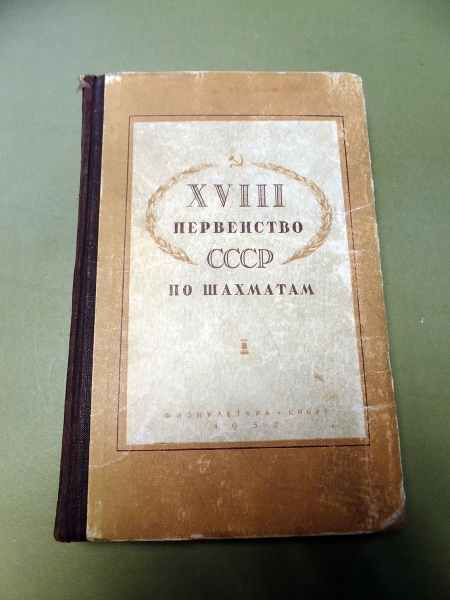 XVIII
ПЕРВЕНСТВО
СССР
ПО ШАХМАТАМ
ФИЗКУЛЬТУРА и СПОРТ
1952